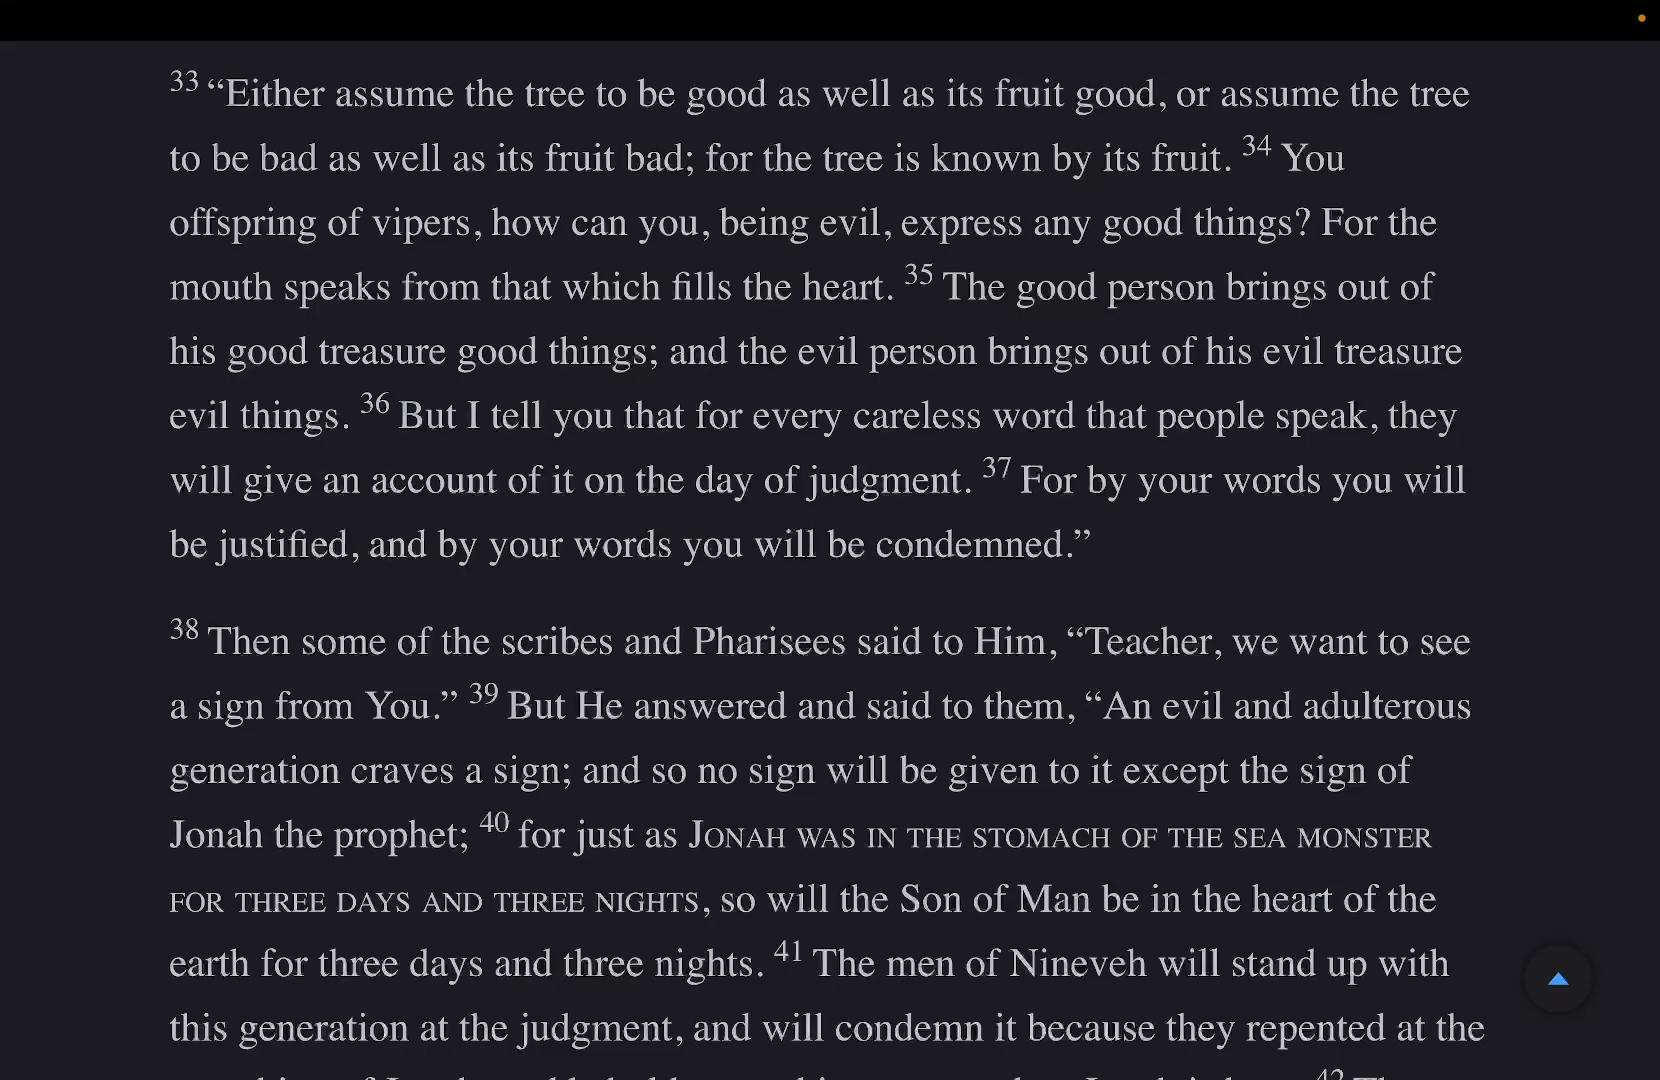 33 “Either assume the tree to be good as well as its fruit good, or assume the tree
to be bad as well as its fruit bad; for the tree is known by its fruit. 34 You
offspring of vipers, how can you, being evil, express any good things? For the
mouth speaks from that which fills the heart. 35 The good person brings out of
his good treasure good things; and the evil person brings out of his evil treasure
evil things. 36 But I tell you that for every careless word that people speak, they
will give an account of it on the day of judgment. 37 For by your words you will
be justified, and by your words you will be condemned.”
38 Then some of the scribes and Pharisees said to Him, “Teacher, we want to see
a sign from You.” 39 But He answered and said to them, “An evil and adulterous
generation craves a sign; and so no sign will be given to it except the sign of
Jonah the prophet; 40 for just as JONAH WAS IN THE STOMACH OF THE SEA MONSTER
FOR THREE DAYS AND THREE NIGHTS, so will the Son of Man be in the heart of the
earth for three days and three nights. 41 The men of Nineveh will stand up with
this generation at the judgment, and will condemn it because they repented at the